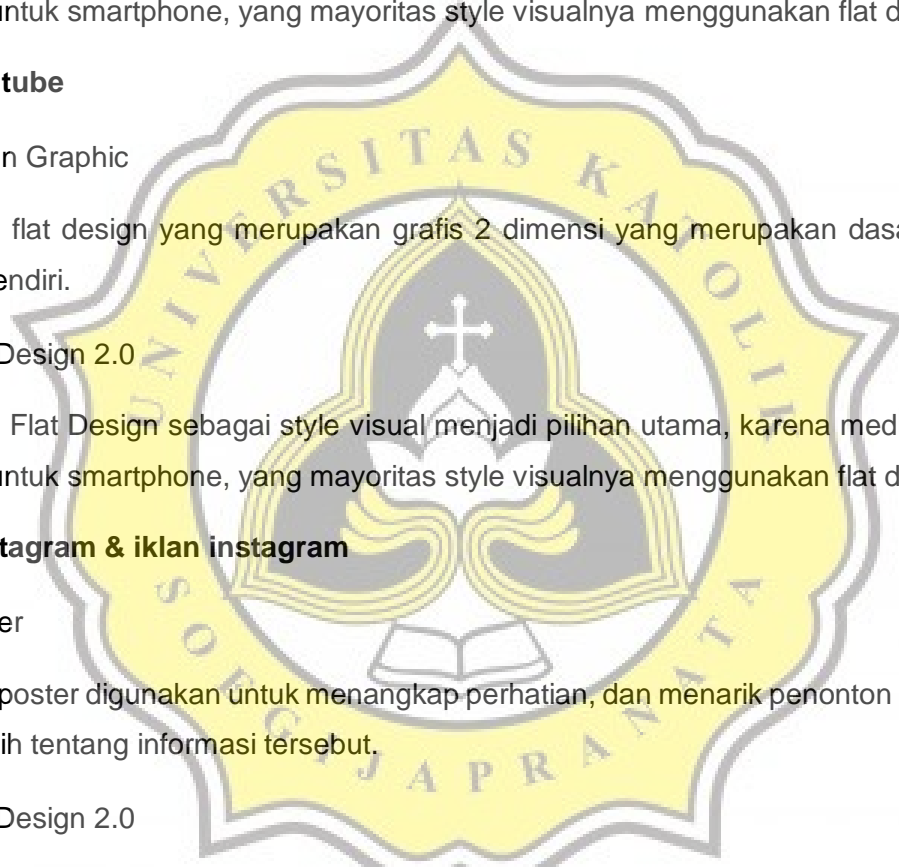 untuk smartphone, yang mayoritas style visualnya menggunakan flat d
tube
n Graphic
flat design yang merupakan grafis 2 dimensi yang merupakan dasa
endiri.
Design 2.0
Flat Design sebagai style visual menjadi pilihan utama, karena med
untuk smartphone, yang mayoritas style visualnya menggunakan flat d
tagram & iklan instagram
er
poster digunakan untuk menangkap perhatian, dan menarik penonton
ih tentang informasi tersebut.
Design 2.0
UNIVERSITAS KATOLIK
SOEGIJAPRANATA